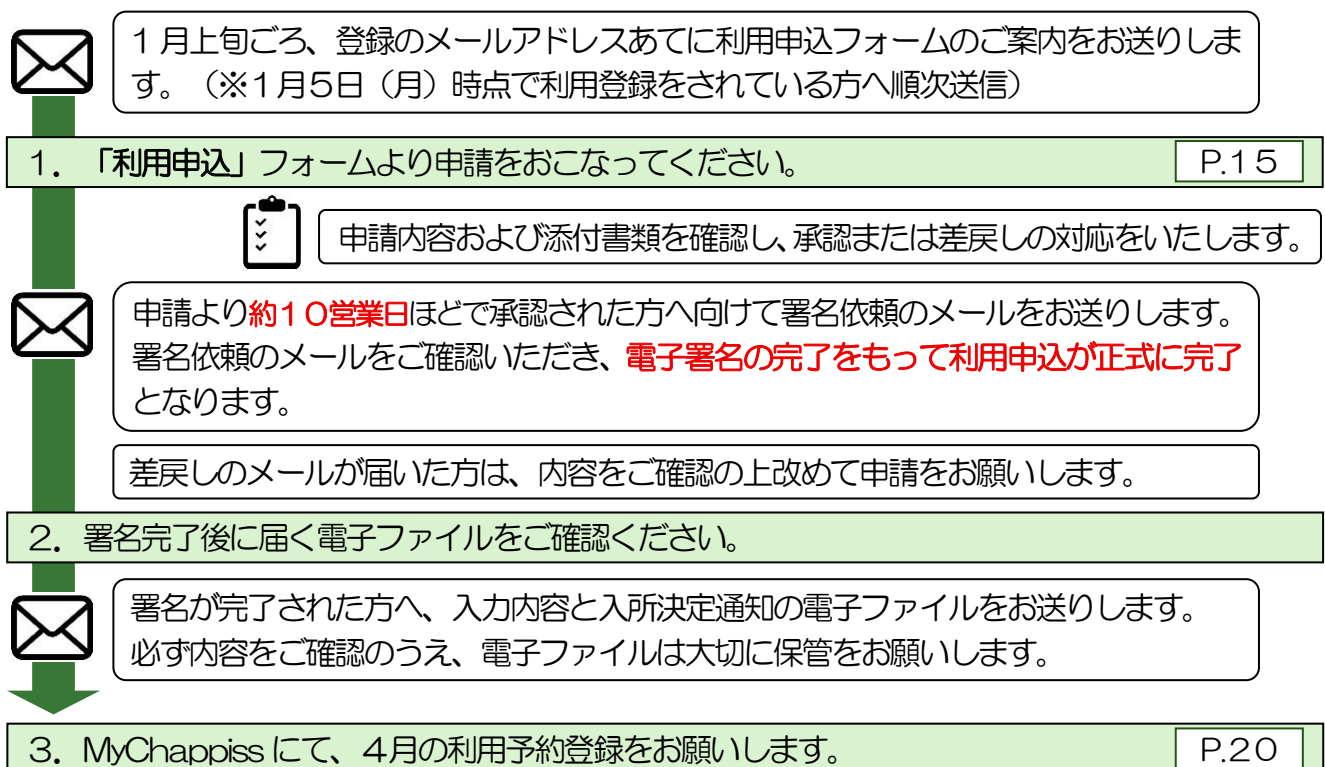 1月上旬ごろ、登録のメールアドレスあてに利用申込フォームのご案内をお送りしま
す。（※1月5日（月）時点で利用登録をされている方へ順次送信）
1．「利用申込」フォームより申請をおこなってください。 P.15
申請内容および添付書類を確認し、承認または差戻しの対応をいたします。
申請より約10営業日ほどで承認された方へ向けて署名依頼のメールをお送りします。
署名依頼のメールをご確認いただき、電子署名の完了をもって利用申込が正式に完了
となります。
差戻しのメールが届いた方は、内容をご確認の上改めて申請をお願いします。
2．署名完了後に届く電子ファイルをご確認ください。
署名が完了された方へ、入力内容と入所決定通知の電子ファイルをお送りします。
必ず内容をご確認のうえ、電子ファイルは大切に保管をお願いします。
3．MyChappissにて、4月の利用予約登録をお願いします。 P.20